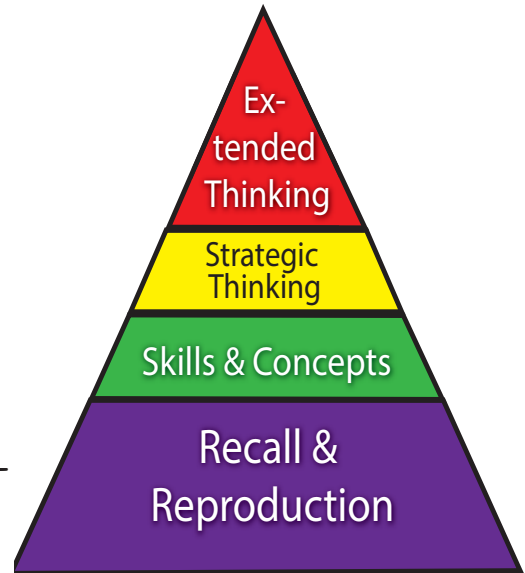 Ex-
tended
Thinking
Strategic
Thinking
Skills & Concepts
Recall &
Reproduction